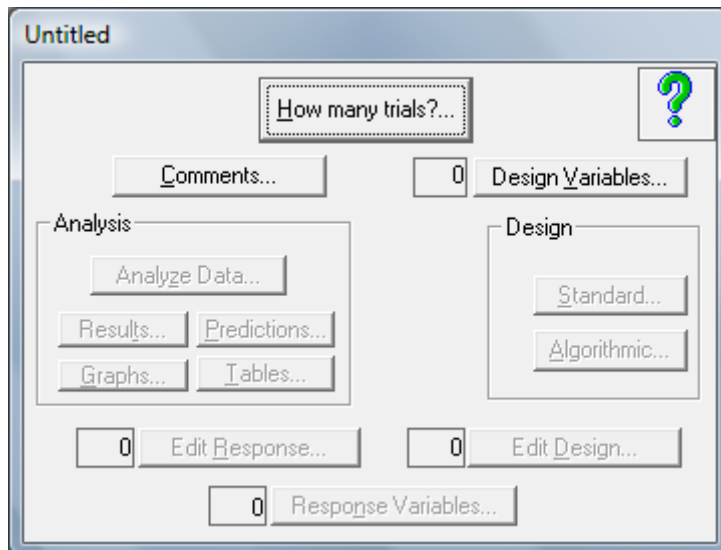 Untitled
How many trials?...
Comments...
0 Design Variables...
Analysis
Design
Analyze Data...
Standard...
Results... Predictions...
Algorithmic...
Graphs... Tables...
0 Edit Response...
0 Edit Design...
0 Response Variables...